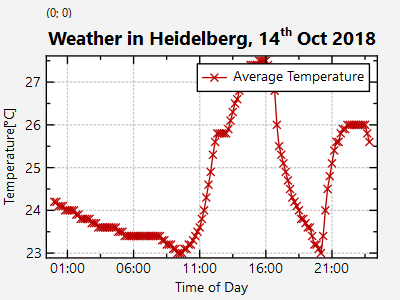 (0; 0)
Weather in Heidelberg, 14th Oct 2018
Average Temperature
Temperature[°C]
27
26
25
24
23
01:00 06:00 11:00 16:00 21:00
Time of Day